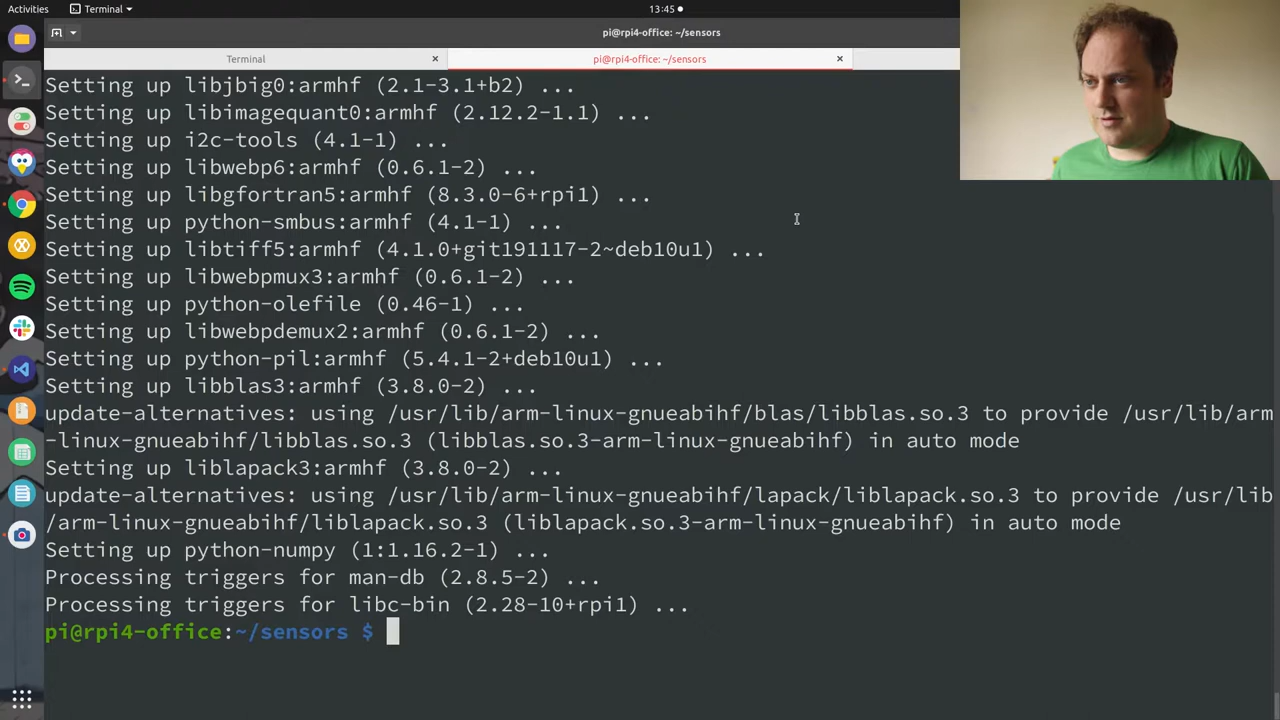 Activities
Terminal
13:45
pi@rpi4-office: ~/sensors
Terminal
pi@rpi4-office: ~/sensors
Setting up libjbig0:armhf (2.1-3.1+b2) ...
Setting up libimagequant0:armhf (2.12.2-1.1) ...
Setting up i2c-tools (4.1-1) ...
Setting up libwebp6:armhf (0.6.1-2) ...
Setting up libgfortran5:armhf (8.3.0-6+rpi1) ...
Setting up python-smbus:armhf (4.1-1) ...
Setting up libtiff5:armhf (4.1.0+git191117-2~deb10u1) ...
Setting up libwebpmux3:armhf (0.6.1-2) ...
Setting up python-olefile (0.46-1) ...
Setting up libwebpdemux2:armhf (0.6.1-2) ...
Setting up python-pil:armhf (5.4.1-2+deb10u1) ...
Setting up libblas3:armhf (3.8.0-2) ...
update-alternatives: using /usr/lib/arm-linux-gnueabihf/blas/libblas.so.3 to provide /usr/lib/arm
-linux-gnueabihf/libblas.so.3 (libblas.so.3-arm-linux-gnueabihf) in auto mode
Setting up liblapack3:armhf (3.8.0-2) ...
update-alternatives: using /usr/lib/arm-linux-gnueabihf/lapack/liblapack.so.3 to provide /usr/lib
/arm-linux-gnueabihf/liblapack.so.3 (liblapack.so.3-arm-linux-gnueabihf) in auto mode
Setting up python-numpy (1:1.16.2-1) ...
Processing triggers for man-db (2.8.5-2) ...
Processing triggers for libc-bin (2.28-10+rpi1) ...
pi@rpi4-office:~/sensors $